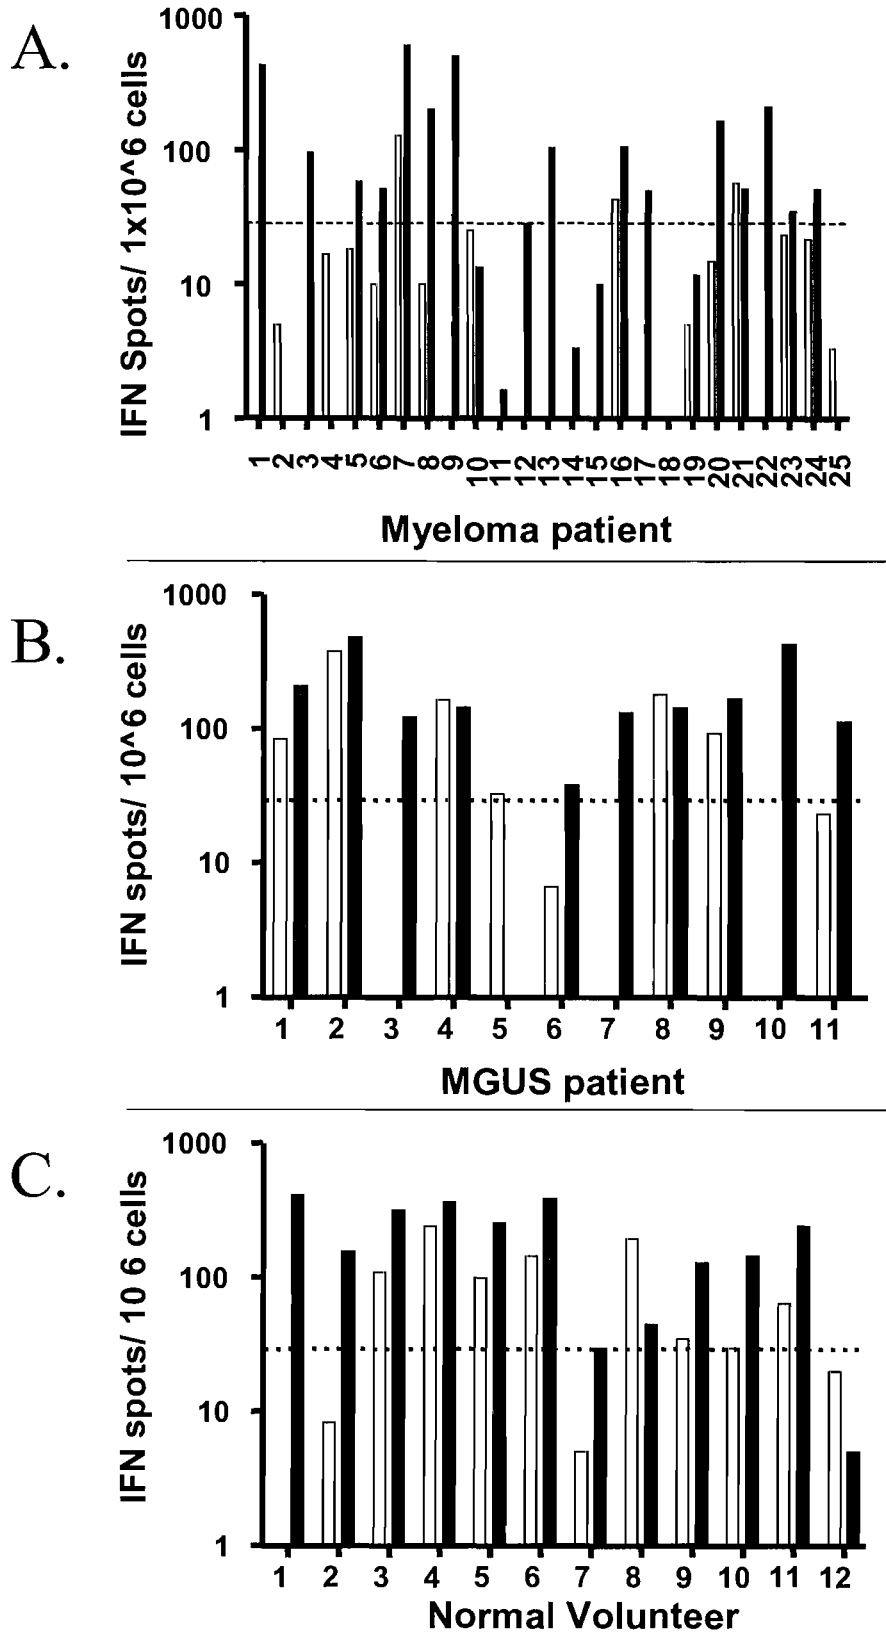 A.
IFN Spots/ 1x10^6 cells
1000
100
10
1
1 2 3 4 5 6 7 8 9 10 11 12 13 14 15 16 17 18 19 20 21 22 23 24 25
Myeloma patient
B.
IFN spots/ 10^6 cells
1000
100
10
1
1 2 3 4 5 6 7 8 9 10 11
MGUS patient
C.
IFN spots/ 10 6 cells
1000
100
10
1
1 2 3 4 5 6 7 8 9 10 11 12
Normal Volunteer